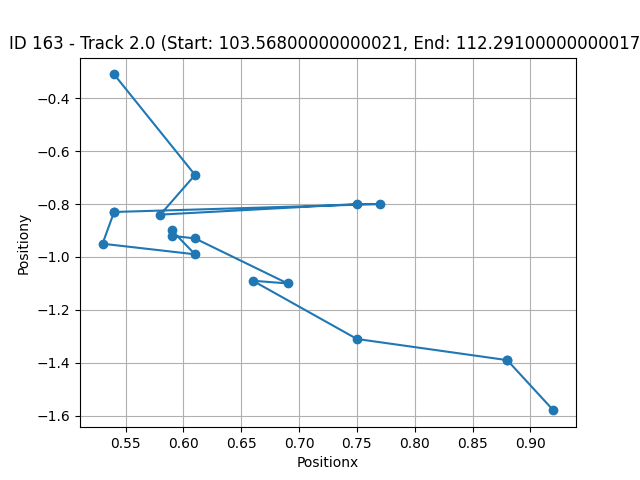 ID 163 - Track 2.0 (Start: 103.56800000000021, End: 112.29100000000017
−0.4
−0.6
−0.8
−1.0
−1.2
−1.4
−1.6
Positiony
0.55 0.60 0.65 0.70 0.75 0.80 0.85 0.90
Positionx